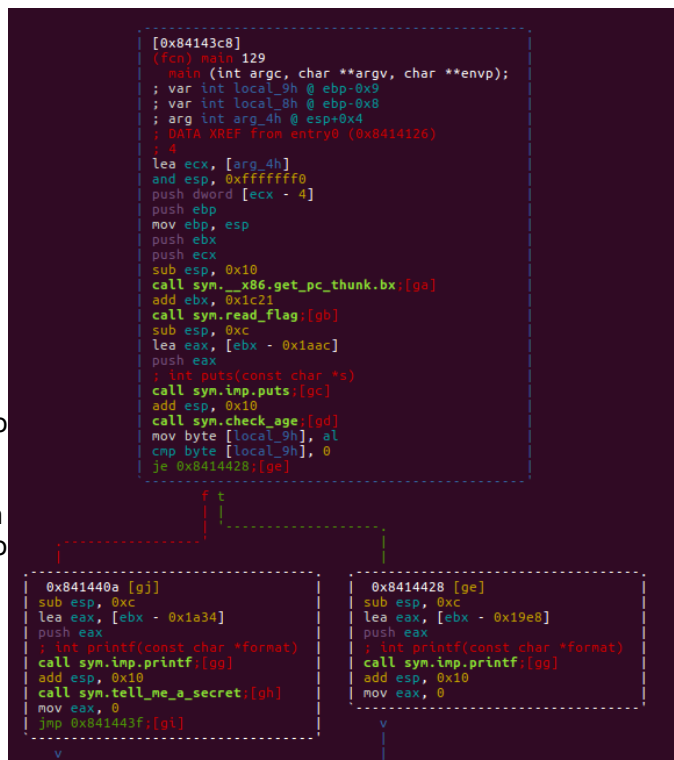 [0x84143c8]
(fcn) main 129
main (int argc, char **argv, char **envp);
; var int local_9h @ ebp-0x9
; var int local_8h @ ebp-0x8
; arg int arg_4h @ esp+0x4
; DATA XREF from entry0 (0x8414126)
; 4
lea ecx, [arg_4h]
and esp, 0xfffffff0
push dword [ecx - 4]
push ebp
mov ebp, esp
push ebx
push ecx
sub esp, 0x10
call sym.__x86.get_pc_thunk.bx;[ga]
add ebx, 0x1c21
call sym.read_flag;[gb]
sub esp, 0xc
lea eax, [ebx - 0x1aac]
push eax
; int puts(const char *s)
call sym.imp.puts;[gc]
add esp, 0x10
call sym.check_age;[gd]
mov byte [local_9h], al
cmp byte [local_9h], 0
je 0x8414428;[ge]
f t
0x841440a [gj]
sub esp, 0xc
lea eax, [ebx - 0x1a34]
push eax
; int printf(const char *format)
call sym.imp.printf;[gg]
add esp, 0x10
call sym.tell_me_a_secret;[gh]
mov eax, 0
jmp 0x841443f;[gi]
v
0x8414428 [ge]
sub esp, 0xc
lea eax, [ebx - 0x19e8]
push eax
; int printf(const char *format)
call sym.imp.printf;[gg]
add esp, 0x10
mov eax, 0
v